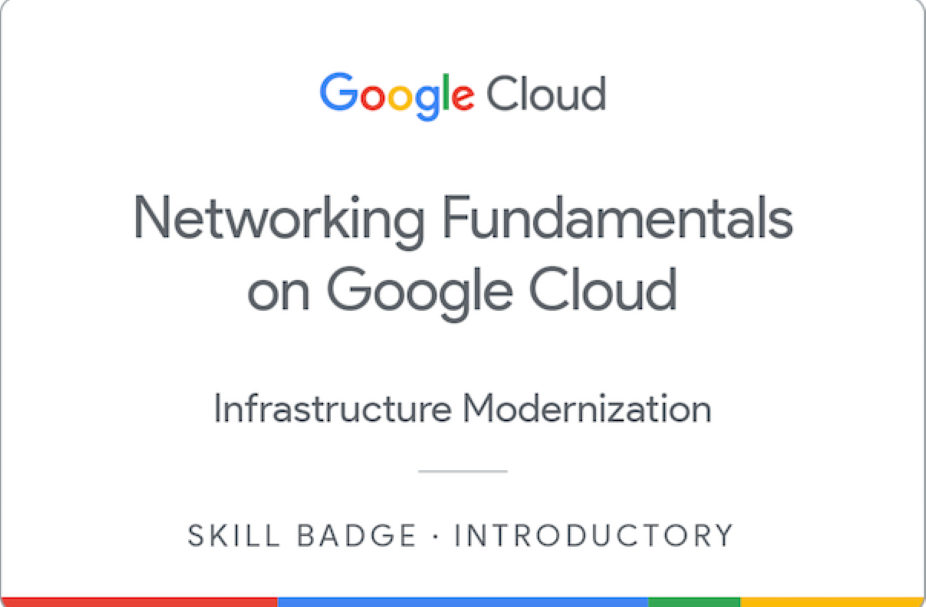 Google Cloud
Networking Fundamentals
on Google Cloud
Infrastructure Modernization
SKILL BADGE · INTRODUCTORY